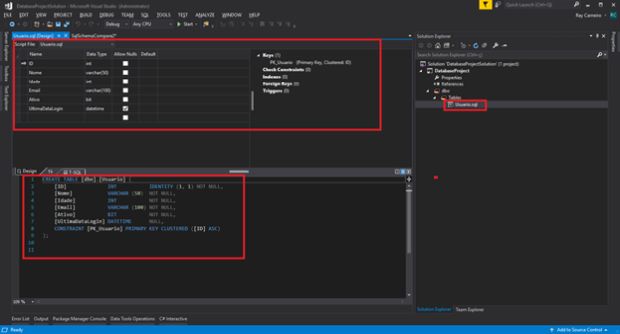 DatabaseProjectSolution - Microsoft Visual Studio (Administrator)
Quick Launch (Ctrl+Q)
FILE EDIT VIEW PROJECT BUILD DEBUG TEAM SQL TOOLS TEST ANALYZE WINDOW HELP
Ray Carneiro
Debug Any CPU Start
Usuario.sql [Design] SqlSchemaCompare2*
Script File: Usuario.sql
Name Data Type Allow Nulls Default
ID int
Nome varchar(50)
Idade int
Email varchar(100)
Ativo bit
UltimaDataLogin datetime
Keys (1)
PK_Usuario (Primary Key, Clustered: ID)
Check Constraints (0)
Indexes (0)
Foreign Keys (0)
Triggers (0)
Design T-SQL
1 CREATE TABLE [dbo].[Usuario] (
2 [ID] INT IDENTITY (1, 1) NOT NULL,
3 [Nome] VARCHAR (50) NOT NULL,
4 [Idade] INT NOT NULL,
5 [Email] VARCHAR (100) NOT NULL,
6 [Ativo] BIT NOT NULL,
7 [UltimaDataLogin] DATETIME NULL,
8 CONSTRAINT [PK_Usuario] PRIMARY KEY CLUSTERED ([ID] ASC)
9 );
10
11
Server Explorer
Toolbox
Test Explorer
Solution Explorer
Search Solution Explorer (Ctrl+;)
Solution 'DatabaseProjectSolution' (1 project)
DatabaseProject
Properties
References
dbo
Tables
Usuario.sql
Properties
Solution Explorer Team Explorer
Error List Output Package Manager Console Data Tools Operations C# Interactive
Ready
Add to Source Control